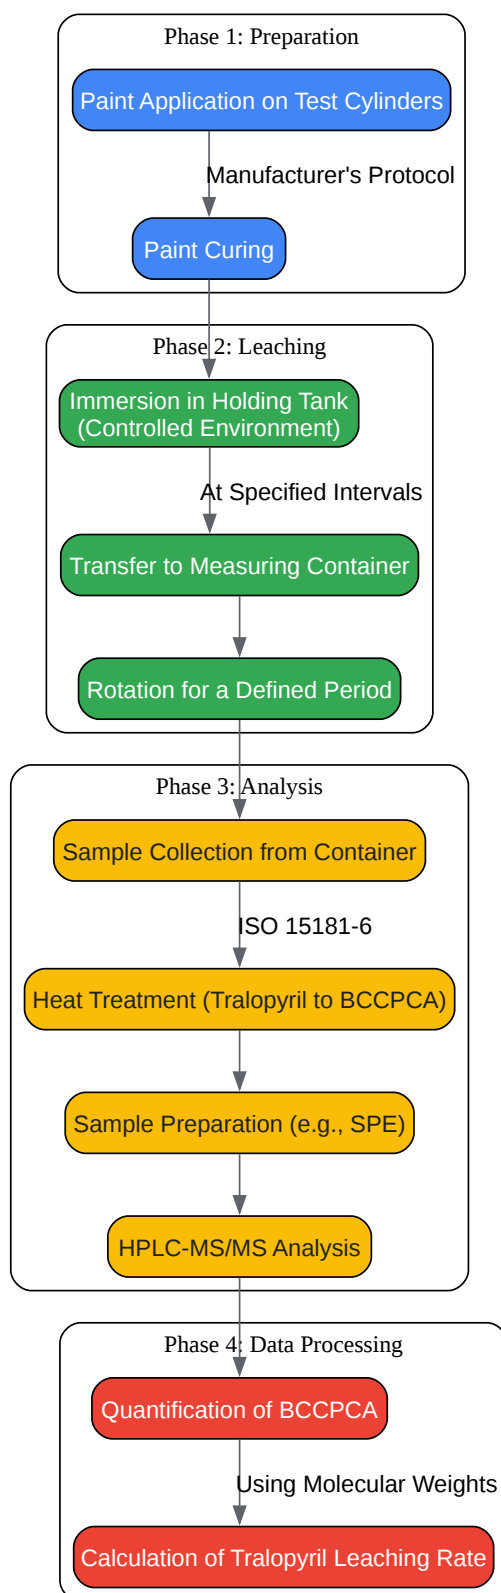 Phase 1: Preparation
Paint Application on Test Cylinders
Manufacturer's Protocol
Paint Curing
Phase 2: Leaching
Immersion in Holding Tank
(Controlled Environment)
At Specified Intervals
Transfer to Measuring Container
Rotation for a Defined Period
Phase 3: Analysis
Sample Collection from Container
ISO 15181-6
Heat Treatment (Tralopyril to BCCPCA)
Sample Preparation (e.g., SPE)
HPLC-MS/MS Analysis
Phase 4: Data Processing
Quantification of BCCPCA
Using Molecular Weights
Calculation of Tralopyril Leaching Rate